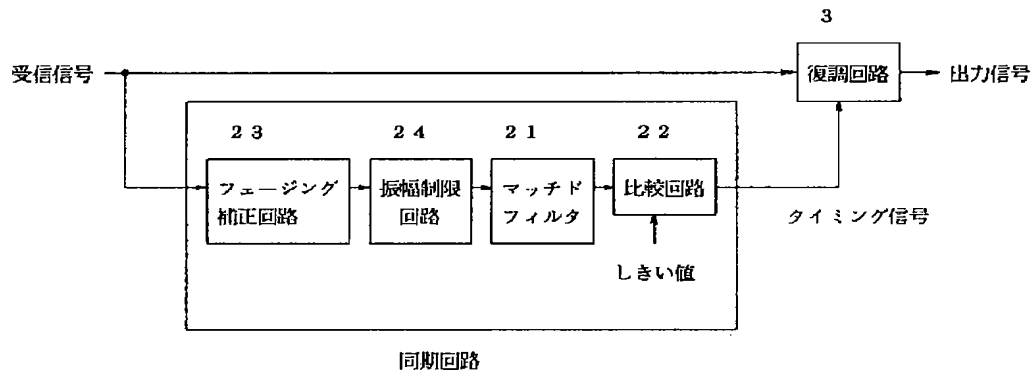 3
受信信号
復調回路
出力信号
23
24
21
22
フェージング
補正回路
振幅制限
回路
マッチド
フィルタ
比較回路
タイミング信号
しきい値
同期回路